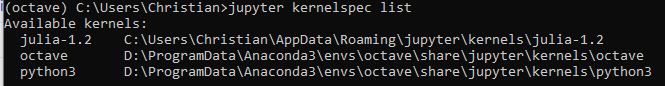 (octave) C:\Users\Christian>jupyter kernelspec list
Available kernels:
  julia-1.2    C:\Users\Christian\AppData\Roaming\jupyter\kernels\julia-1.2
  octave       D:\ProgramData\Anaconda3\envs\octave\share\jupyter\kernels\octave
  python3      D:\ProgramData\Anaconda3\envs\octave\share\jupyter\kernels\python3